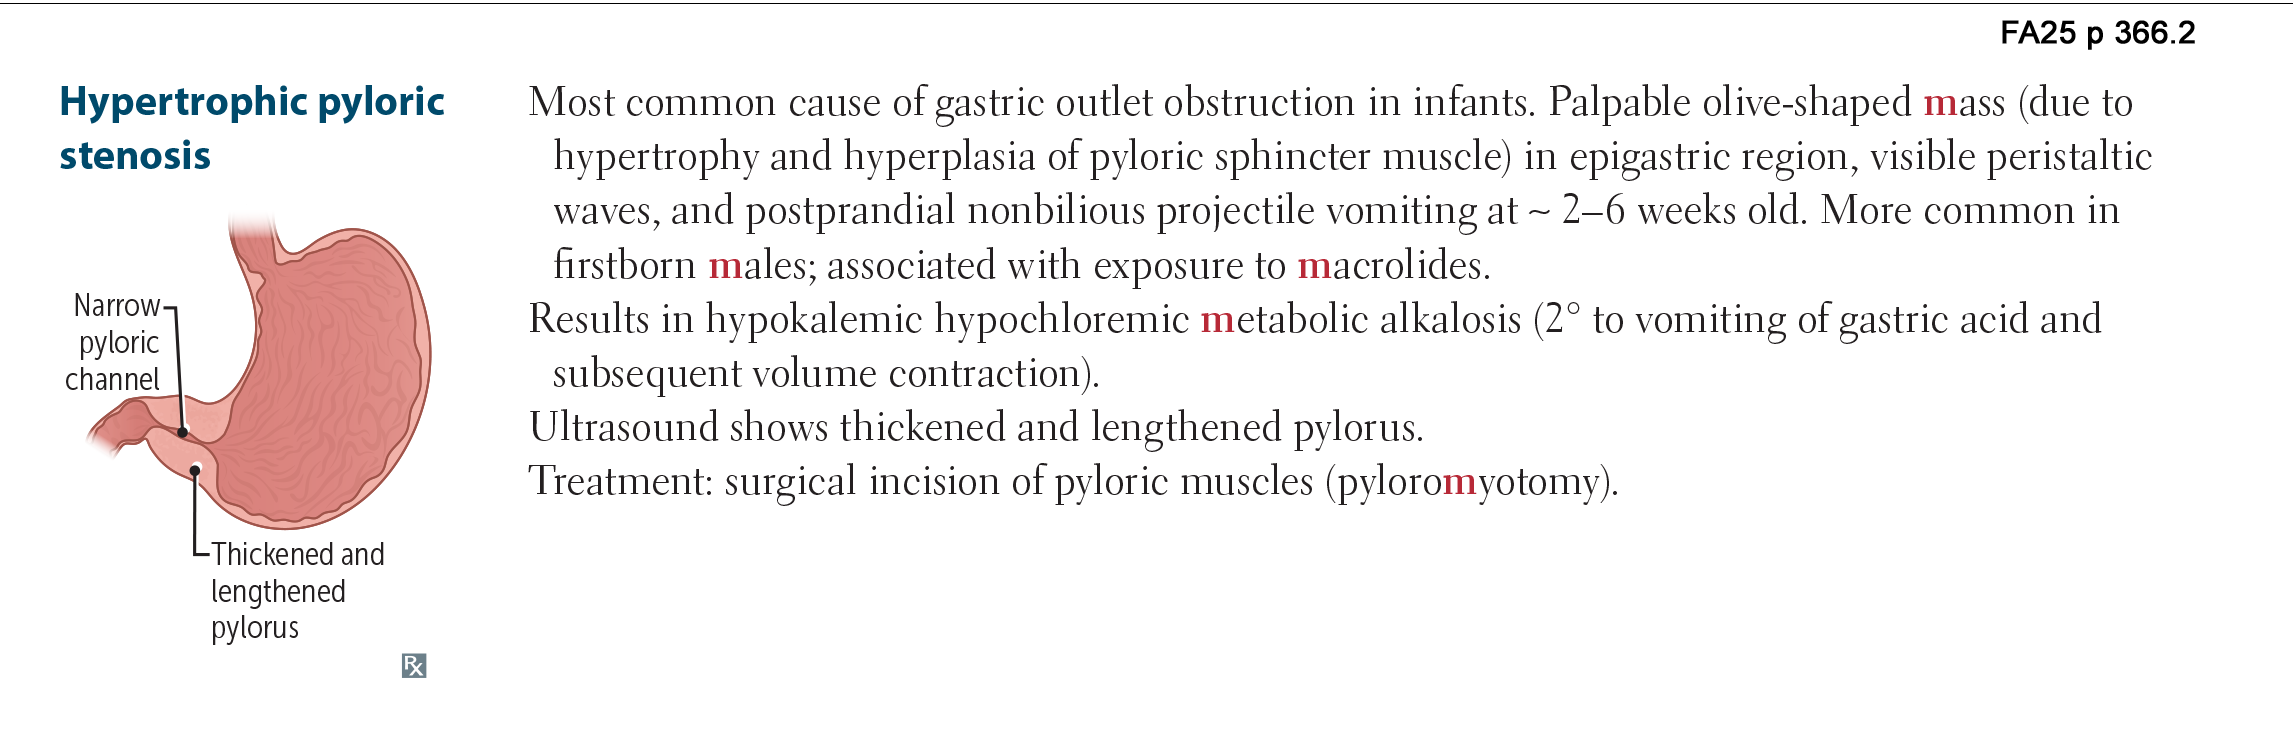 FA25 p 366.2
Hypertrophic pyloric
stenosis
Most common cause of gastric outlet obstruction in infants. Palpable olive-shaped mass (due to
hypertrophy and hyperplasia of pyloric sphincter muscle) in epigastric region, visible peristaltic
waves, and postprandial nonbilious projectile vomiting at ~ 2–6 weeks old. More common in
firstborn males; associated with exposure to macrolides.
Results in hypokalemic hypochloremic metabolic alkalosis (2° to vomiting of gastric acid and
subsequent volume contraction).
Ultrasound shows thickened and lengthened pylorus.
Treatment: surgical incision of pyloric muscles (pyloromyotomy).
Narrow
pyloric
channel
Thickened and
lengthened
pylorus
Rx